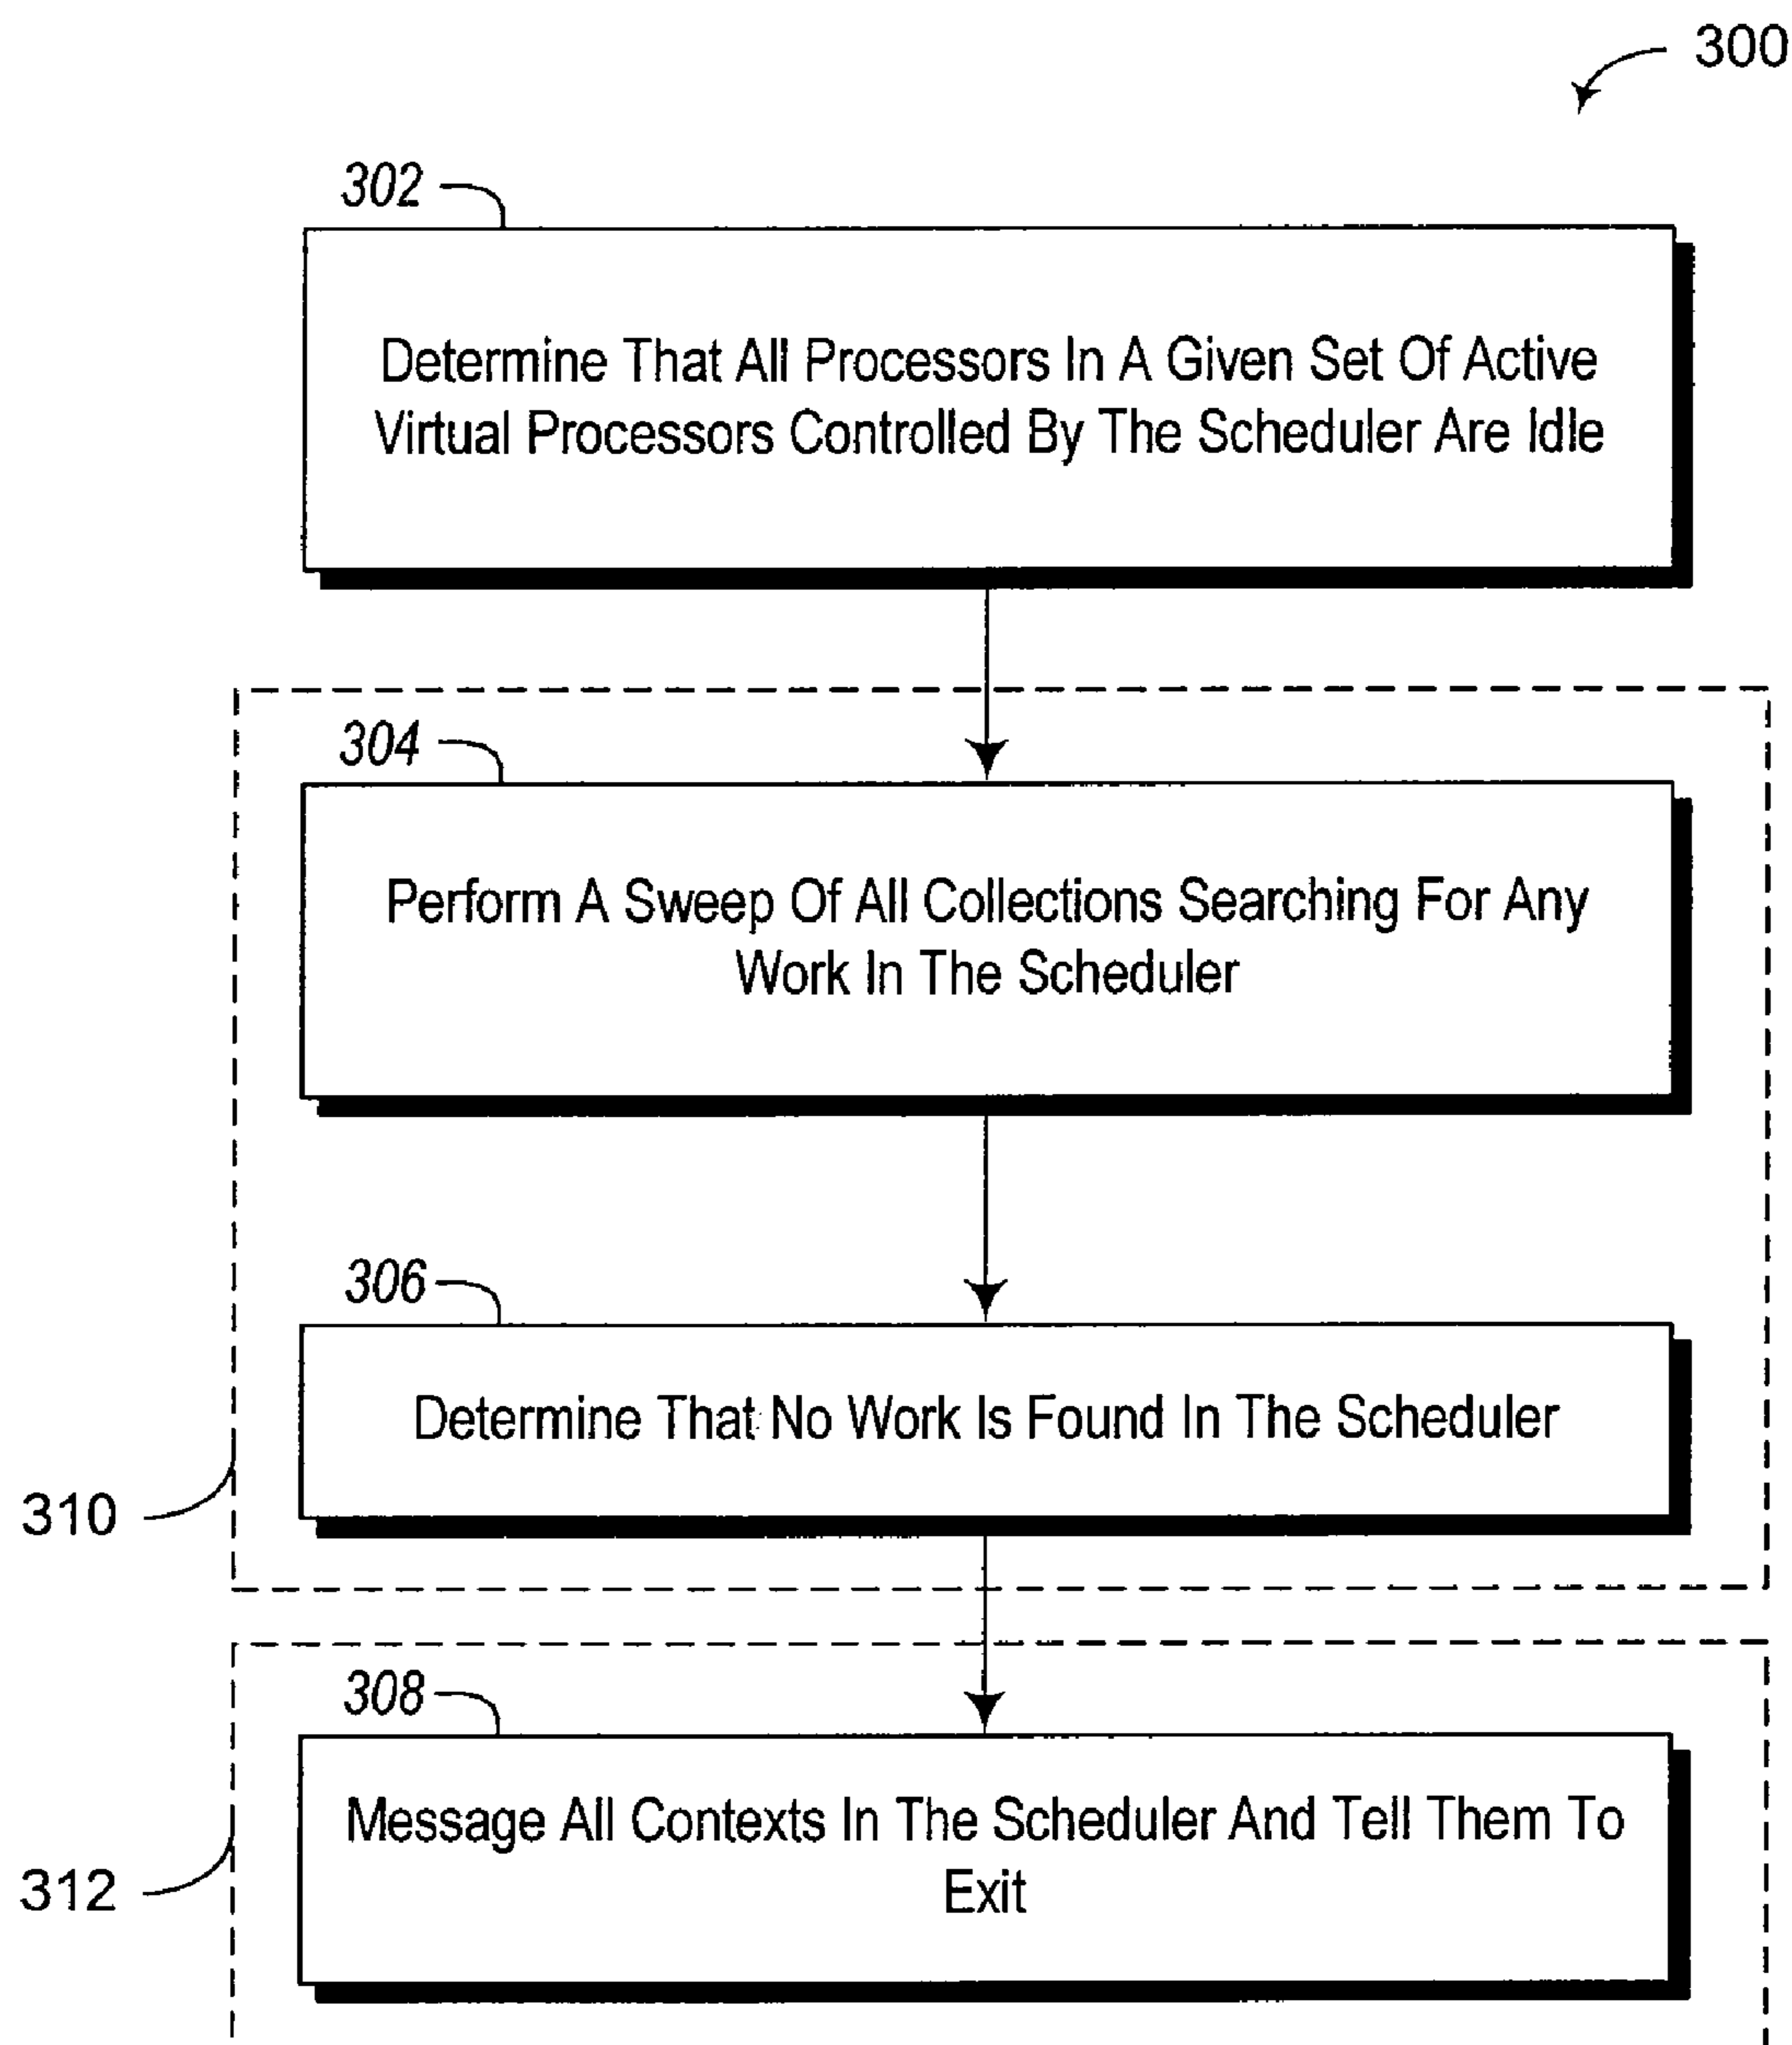 300
302
Determine That All Processors In A Given Set Of Active
Virtual Processors Controlled By The Scheduler Are Idle
304
Perform A Sweep Of All Collections Searching For Any
Work In The Scheduler
306
Determine That No Work Is Found In The Scheduler
310
308
Message All Contexts In The Scheduler And Tell Them To
Exit
312